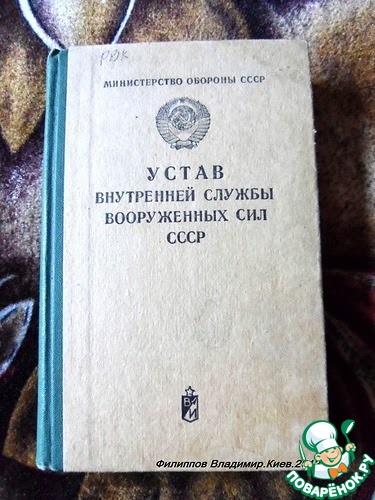 МИНИСТЕРСТВО ОБОРОНЫ СССР
УСТАВ
ВНУТРЕННЕЙ СЛУЖБЫ
ВООРУЖЕННЫХ СИЛ
СССР
Филиппов Владимир.Киев.2
ПОВАРЁНОК.РУ